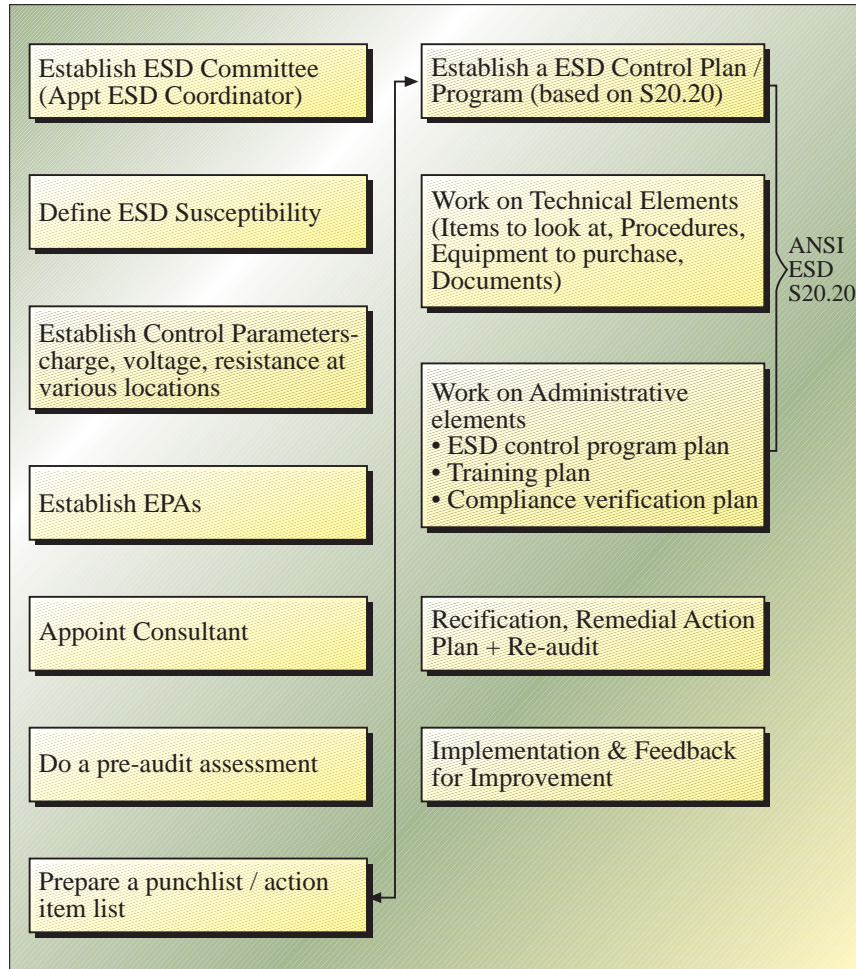 Establish ESD Committee
(Appt ESD Coordinator)
Define ESD Susceptibility
Establish Control Parameters-
charge, voltage, resistance at
various locations
Establish EPAs
Appoint Consultant
Do a pre-audit assessment
Prepare a punchlist / action
item list
Establish a ESD Control Plan /
Program (based on S20.20)
Work on Technical Elements
(Items to look at, Procedures,
Equipment to purchase,
Documents)
Work on Administrative
elements
• ESD control program plan
• Training plan
• Compliance verification plan
ANSI
ESD
S20.20
Recification, Remedial Action
Plan + Re-audit
Implementation & Feedback
for Improvement